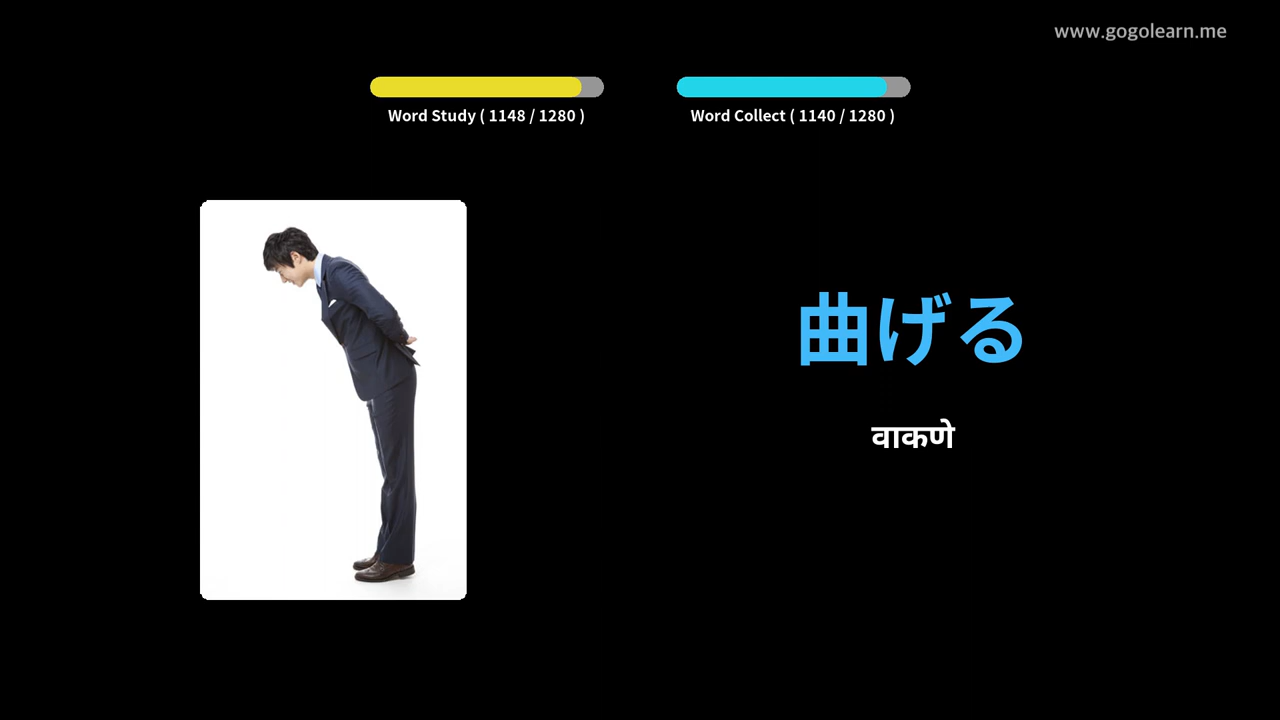 www.gogolearn.me
Word Study ( 1148 / 1280 )
Word Collect ( 1140 / 1280 )
曲げる
वाकणे